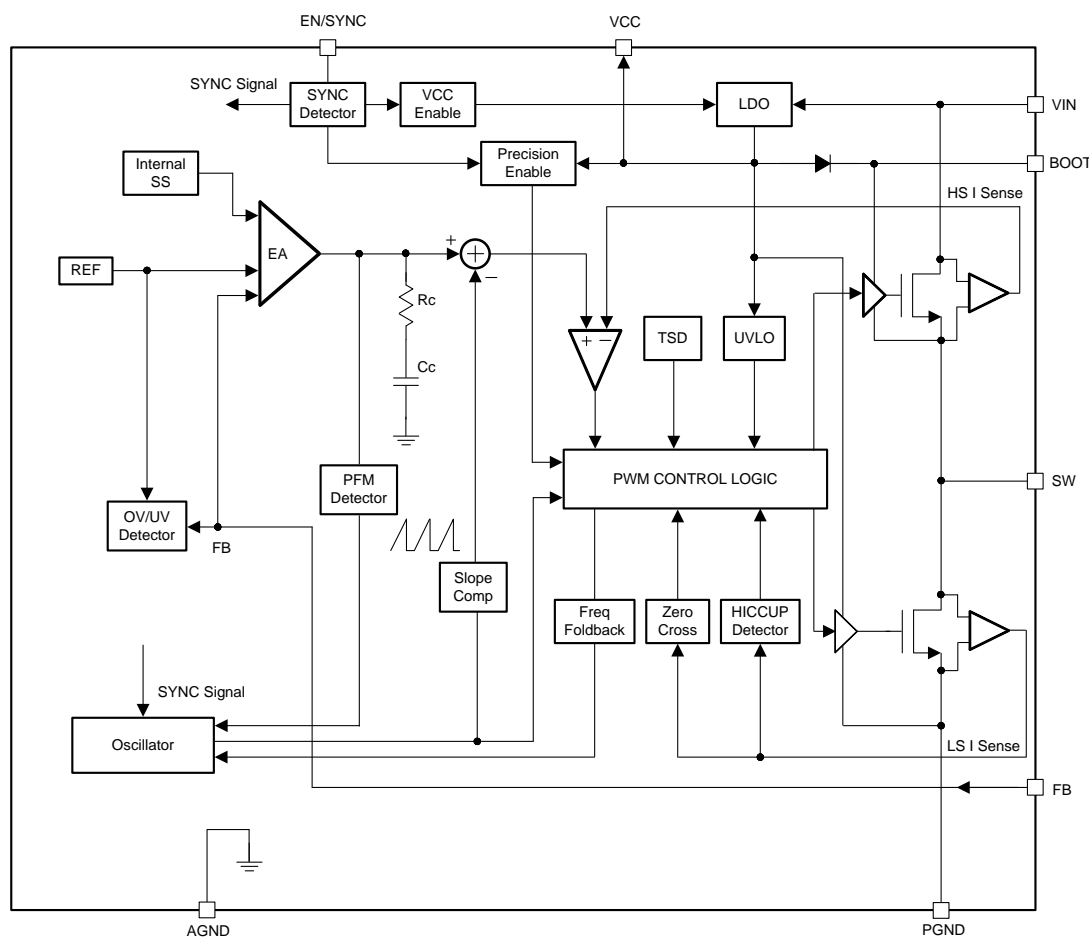 EN/SYNC
VCC
SYNC Signal
SYNC
Detector
VCC
Enable
LDO
VIN
Internal
SS
Precision
Enable
BOOT
HS I Sense
EA
+
+
−
REF
Rc
Cc
+ −
TSD
UVLO
PFM
Detector
PWM CONTROL LOGIC
SW
OV/UV
Detector
FB
Slope
Comp
Freq
Foldback
Zero
Cross
HICCUP
Detector
SYNC Signal
Oscillator
LS I Sense
FB
AGND
PGND